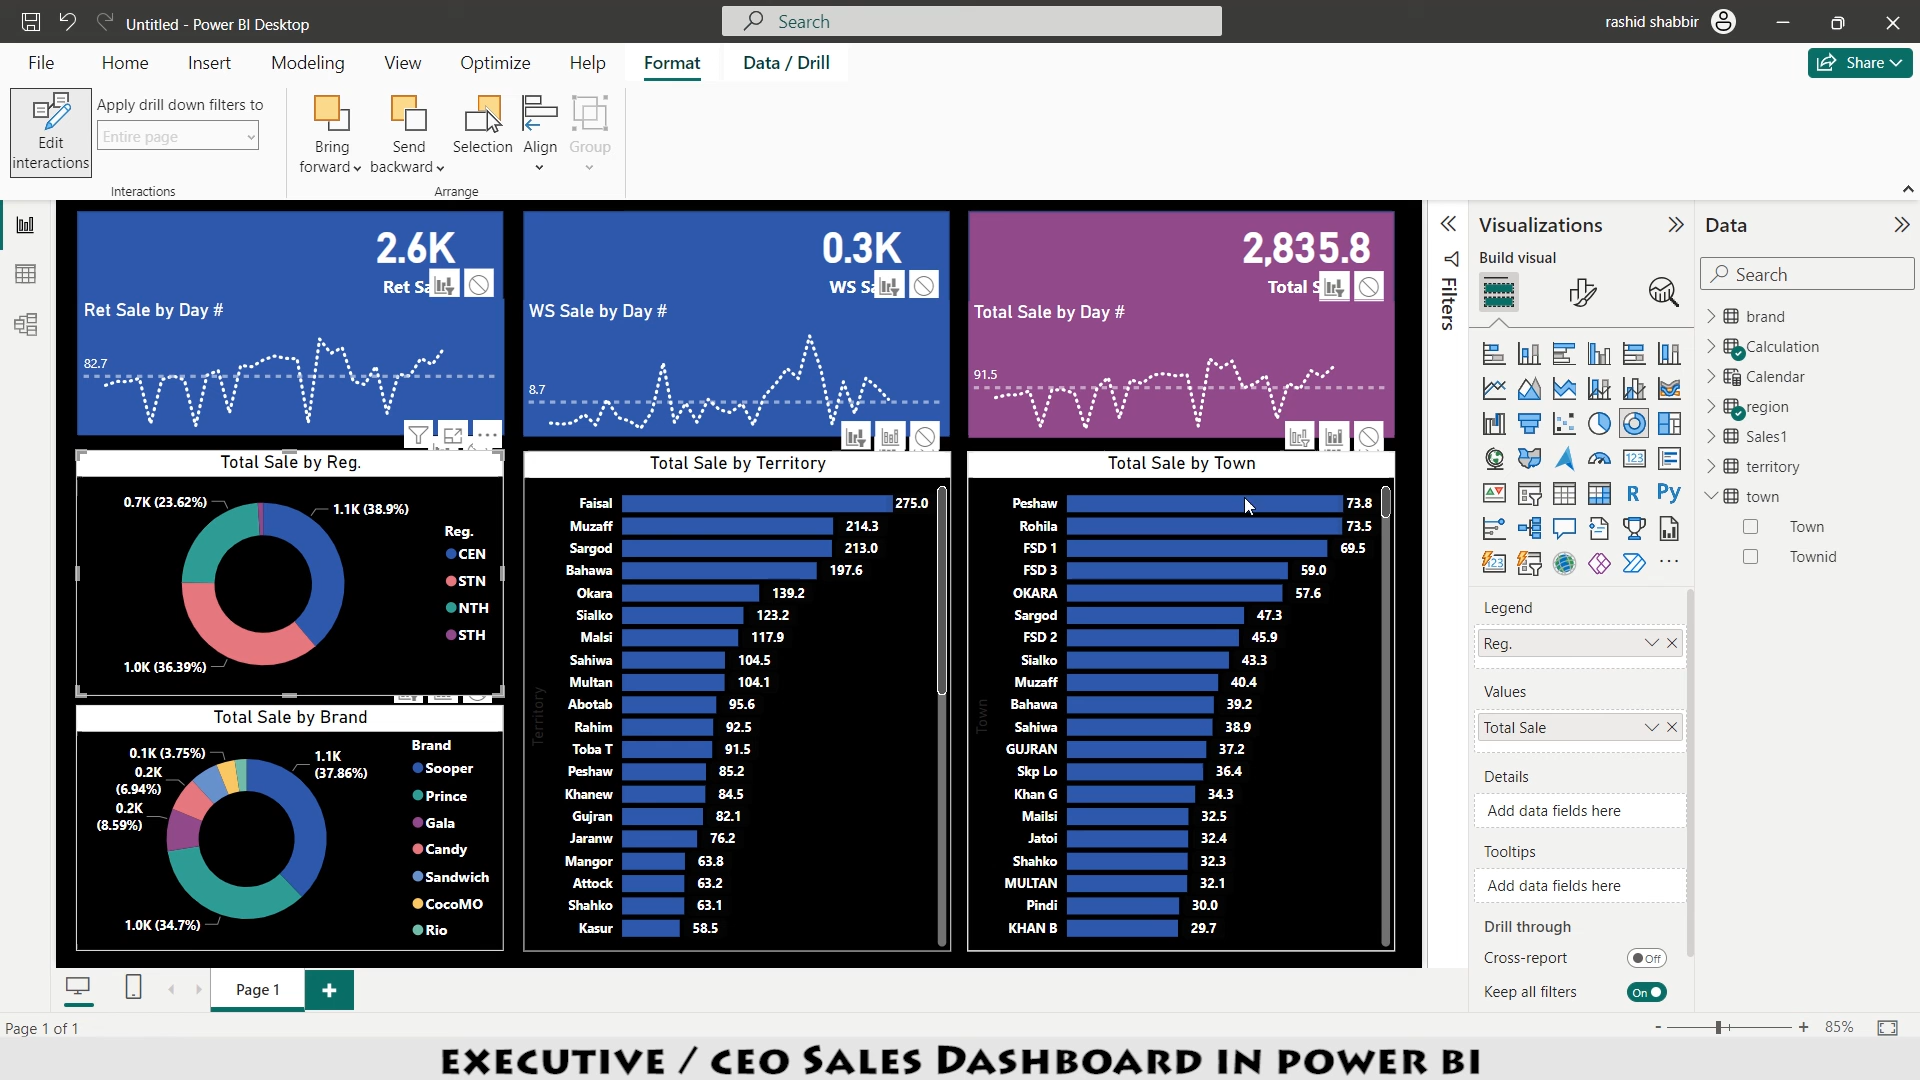 Untitled - Power BI Desktop
Search
rashid shabbir
File
Home
Insert
Modeling
View
Optimize
Help
Format
Data / Drill
Share
Edit
interactions
Apply drill down filters to
Entire page
Interactions
Bring
forward
Send
backward
Selection
Align
Group
Arrange
2.6K
Ret Sa
Ret Sale by Day #
82.7
0.3K
WS Sa
WS Sale by Day #
8.7
2,835.8
Total S
Total Sale by Day #
91.5
Total Sale by Reg.
0.7K (23.62%)
1.1K (38.9%)
1.0K (36.39%)
Reg.
CEN
STN
NTH
STH
Total Sale by Brand
0.1K (3.75%)
0.2K
(6.94%)
0.2K
(8.59%)
1.1K
(37.86%)
1.0K (34.7%)
Brand
Sooper
Prince
Gala
Candy
Sandwich
CocoMO
Rio
Total Sale by Territory
Territory
Faisal 275.0
Muzaff 214.3
Sargod 213.0
Bahawa 197.6
Okara 139.2
Sialko 123.2
Malsi 117.9
Sahiwa 104.5
Multan 104.1
Abotab 95.6
Rahim 92.5
Toba T 91.5
Peshaw 85.2
Khanew 84.5
Gujran 82.1
Jaranw 76.2
Mangor 63.8
Attock 63.2
Shahko 63.1
Kasur 58.5
Total Sale by Town
Town
Peshaw 73.8
Rohila 73.5
FSD 1 69.5
FSD 3 59.0
OKARA 57.6
Sargod 47.3
FSD 2 45.9
Sialko 43.3
Muzaff 40.4
Bahawa 39.2
Sahiwa 38.9
GUJRAN 37.2
Skp Lo 36.4
Khan G 34.3
Mailsi 32.5
Jatoi 32.4
Shahko 32.3
MULTAN 32.1
Pindi 30.0
KHAN B 29.7
Filters
Visualizations
Build visual
123
R
Py
123
Legend
Reg.
Values
Total Sale
Details
Add data fields here
Tooltips
Add data fields here
Drill through
Cross-report
Off
Keep all filters
On
Data
Search
brand
Calculation
Calendar
region
Sales1
territory
town
Town
Townid
Page 1
+
Page 1 of 1
- + 85%
EXECUTIVE / CEO SALES DASHBOARD IN POWER BI